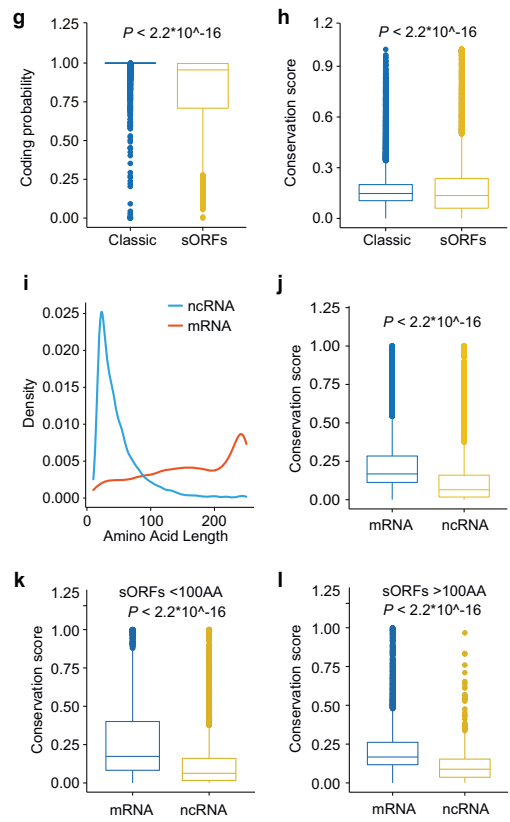 g
P < 2.2*10^-16
Coding probability
1.00
0.75
0.50
0.25
0.00
Classic
sORFs
h
P < 2.2*10^-16
Conservation score
1.2
0.9
0.6
0.3
0.0
Classic
sORFs
i
ncRNA
mRNA
Density
0.025
0.020
0.015
0.010
0.005
0.000
0
100
200
Amino Acid Length
j
P < 2.2*10^-16
Conservation score
1.25
1.00
0.75
0.25
0.00
mRNA
ncRNA
k
sORFs <100AA
P < 2.2*10^-16
Conservation score
1.25
1.00
0.75
0.50
0.25
0.00
mRNA
ncRNA
l
sORFs >100AA
P < 2.2*10^-16
Conservation score
1.25
1.00
0.75
0.50
0.25
0.00
mRNA
ncRNA